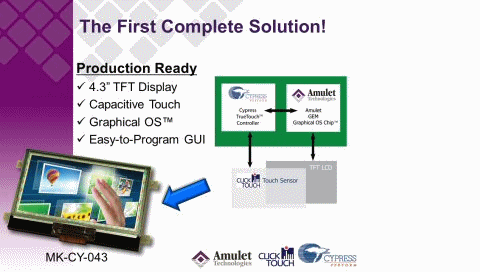 The First Complete Solution!
Production Ready
✓ 4.3" TFT Display
✓ Capacitive Touch
✓ Graphical OS™
✓ Easy-to-Program GUI
CYPRESS
PERFORM
Cypress
TrueTouch™
Controller
Amulet
Technologies
Amulet
GEM
Graphical OS Chip™
CLICK TOUCH
Touch Sensor
TFT LCD
MK-CY-043
Amulet
Technologies
CLICK
TOUCH
CYPRESS
PERFORM